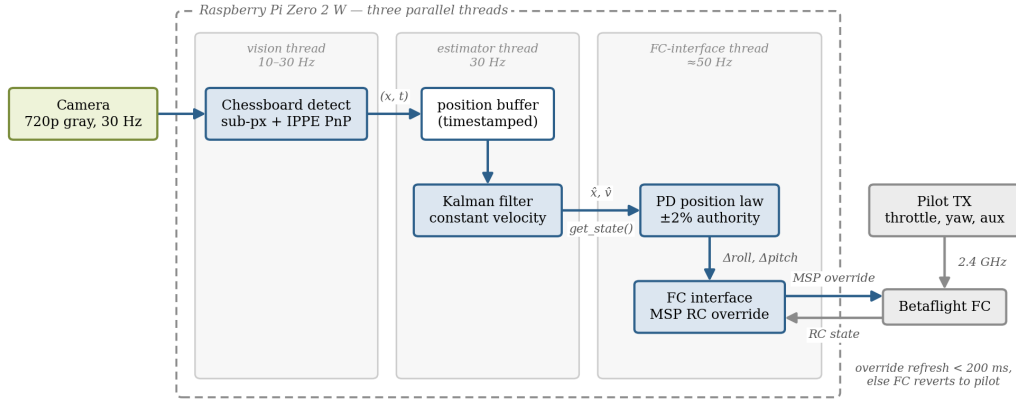 Raspberry Pi Zero 2 W — three parallel threads
vision thread
10–30 Hz
estimator thread
30 Hz
FC-interface thread
≈50 Hz
Camera
720p gray, 30 Hz
Chessboard detect
sub-px + IPPE PnP
(x, t)
position buffer
(timestamped)
Kalman filter
constant velocity
x̂, v̂
get_state()
PD position law
±2% authority
Pilot TX
throttle, yaw, aux
Δroll, Δpitch
2.4 GHz
MSP override
FC interface
MSP RC override
Betaflight FC
RC state
override refresh < 200 ms,
else FC reverts to pilot